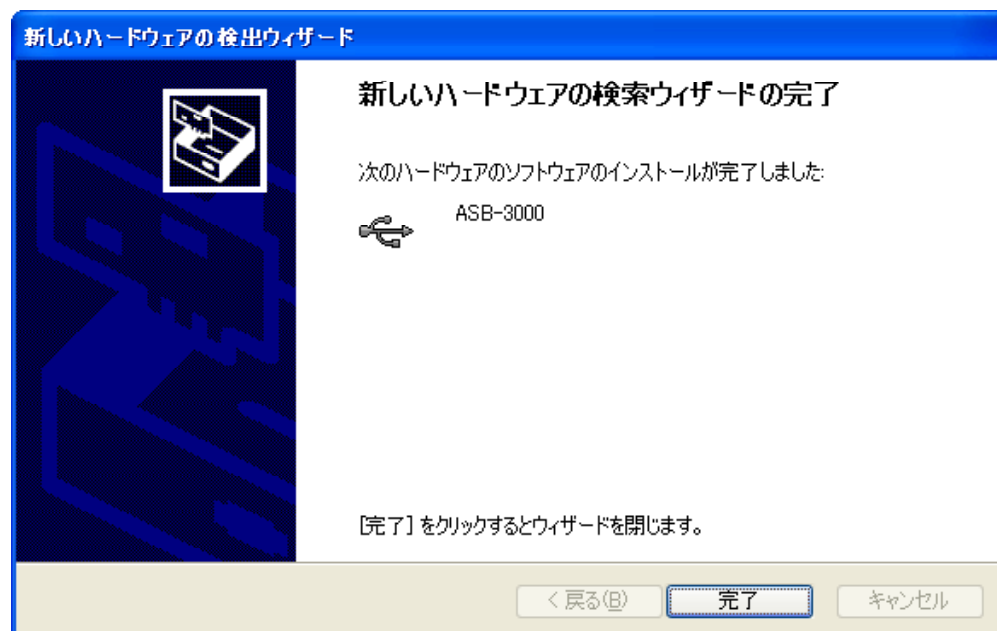 新しいハードウェアの検出ウィザード
新しいハードウェアの検索ウィザードの完了
次のハードウェアのソフトウェアのインストールが完了しました:
ASB-3000
[完了] をクリックするとウィザードを閉じます。
< 戻る(B)
完了
キャンセル